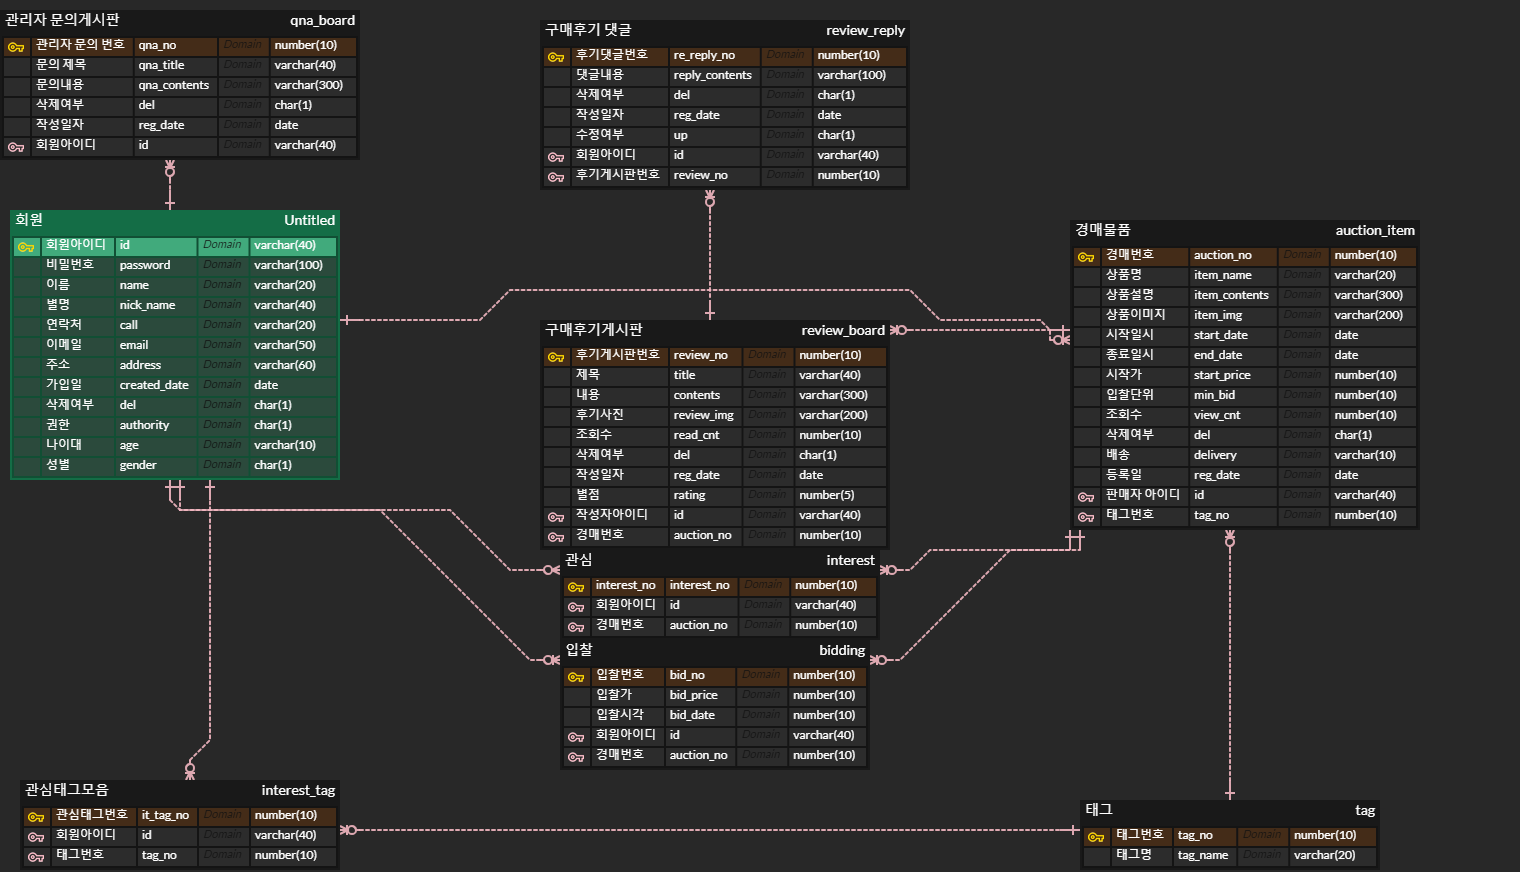 관리자 문의게시판 qna_board
관리자 문의 번호 qna_no Domain number(10)
문의 제목 qna_title Domain varchar(40)
문의내용 qna_contents Domain varchar(300)
삭제여부 del Domain char(1)
작성일자 reg_date Domain date
회원아이디 id Domain varchar(40)
구매후기 댓글 review_reply
후기댓글번호 re_reply_no Domain number(10)
댓글내용 reply_contents Domain varchar(100)
삭제여부 del Domain char(1)
작성일자 reg_date Domain date
수정여부 up Domain char(1)
회원아이디 id Domain varchar(40)
후기게시판번호 review_no Domain number(10)
회원 Untitled
회원아이디 id Domain varchar(40)
비밀번호 password Domain varchar(100)
이름 name Domain varchar(20)
별명 nick_name Domain varchar(40)
연락처 call Domain varchar(20)
이메일 email Domain varchar(50)
주소 address Domain varchar(60)
가입일 created_date Domain date
삭제여부 del Domain char(1)
권한 authority Domain char(1)
나이대 age Domain varchar(10)
성별 gender Domain char(1)
경매물품 auction_item
경매번호 auction_no Domain number(10)
상품명 item_name Domain varchar(20)
상품설명 item_contents Domain varchar(300)
상품이미지 item_img Domain varchar(200)
시작일시 start_date Domain date
종료일시 end_date Domain date
시작가 start_price Domain number(10)
입찰단위 min_bid Domain number(10)
조회수 view_cnt Domain number(10)
삭제여부 del Domain char(1)
배송 delivery Domain varchar(10)
등록일 reg_date Domain date
판매자 아이디 id Domain varchar(40)
태그번호 tag_no Domain number(10)
구매후기게시판 review_board
후기게시판번호 review_no Domain number(10)
제목 title Domain varchar(40)
내용 contents Domain varchar(300)
후기사진 review_img Domain varchar(200)
조회수 read_cnt Domain number(10)
삭제여부 del Domain char(1)
작성일자 reg_date Domain date
별점 rating Domain number(5)
작성자아이디 id Domain varchar(40)
경매번호 auction_no Domain number(10)
관심 interest
interest_no interest_no Domain number(10)
회원아이디 id Domain varchar(40)
경매번호 auction_no Domain number(10)
입찰 bidding
입찰번호 bid_no Domain number(10)
입찰가 bid_price Domain number(10)
입찰시각 bid_date Domain number(10)
회원아이디 id Domain varchar(40)
경매번호 auction_no Domain number(10)
관심태그모음 interest_tag
관심태그번호 it_tag_no Domain number(10)
회원아이디 id Domain varchar(40)
태그번호 tag_no Domain number(10)
태그 tag
태그번호 tag_no Domain number(10)
태그명 tag_name Domain varchar(20)